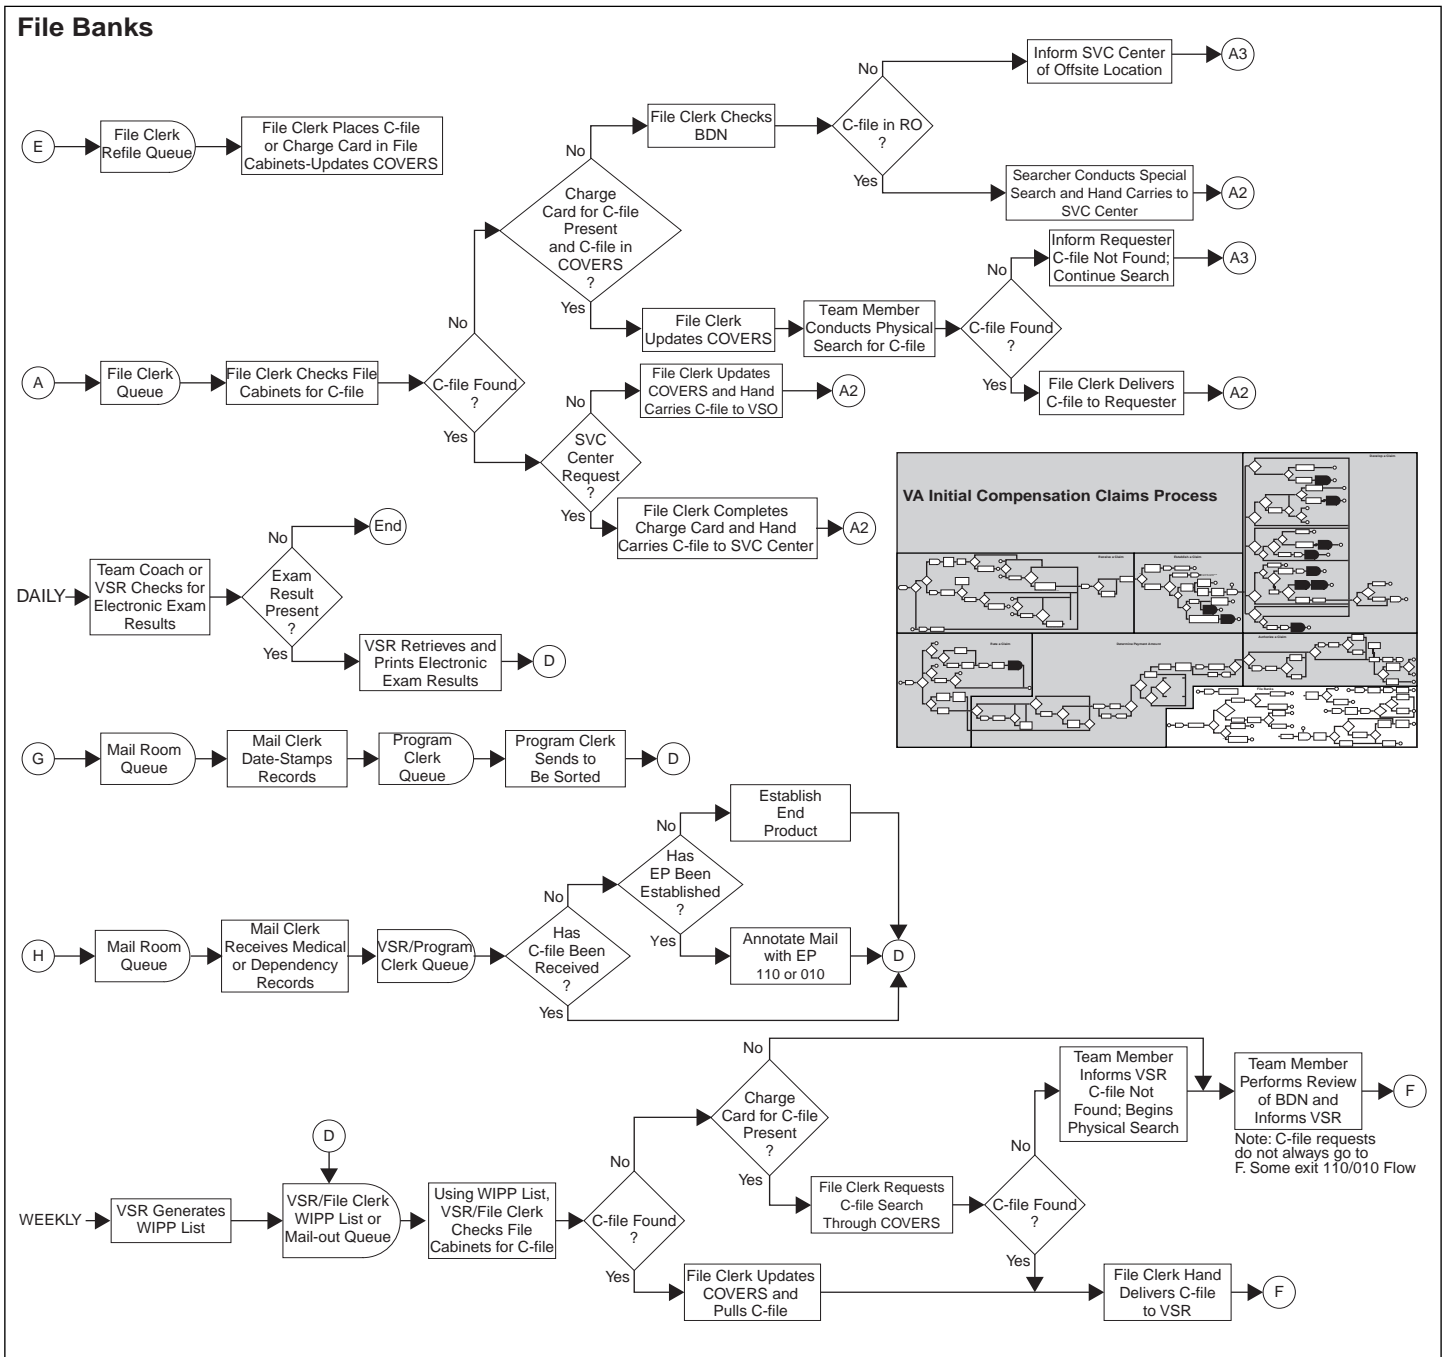 File Banks
E
File Clerk
Refile Queue
File Clerk Places C-file
or Charge Card in File
Cabinets-Updates COVERS
A
File Clerk
Queue
File Clerk Checks File
Cabinets for C-file
C-file Found
?
No
Yes
Charge
Card for C-file
Present
and C-file in
COVERS
?
No
Yes
File Clerk Checks
BDN
C-file in RO
?
No
Yes
Inform SVC Center
of Offsite Location
A3
Searcher Conducts Special
Search and Hand Carries to
SVC Center
A2
File Clerk
Updates COVERS
Team Member
Conducts Physical
Search for C-file
C-file Found
?
No
Yes
Inform Requester
C-file Not Found;
Continue Search
A3
File Clerk Delivers
C-file to Requester
A2
SVC
Center
Request
?
No
Yes
File Clerk Updates
COVERS and Hand
Carries C-file to VSO
A2
File Clerk Completes
Charge Card and Hand
Carries C-file to SVC Center
A2
VA Initial Compensation Claims Process
Develop a Claim
Receive a Claim
Establish a Claim
Rate a Claim
Determine Payment Amount
Authorize a Claim
File Banks
DAILY
Team Coach or
VSR Checks for
Electronic Exam
Results
Exam
Result
Present
?
No
Yes
End
VSR Retrieves and
Prints Electronic
Exam Results
D
G
Mail Room
Queue
Mail Clerk
Date-Stamps
Records
Program
Clerk
Queue
Program Clerk
Sends to
Be Sorted
D
H
Mail Room
Queue
Mail Clerk
Receives Medical
or Dependency
Records
VSR/Program
Clerk Queue
Has
C-file Been
Received
?
No
Yes
Has
EP Been
Established
?
No
Yes
Establish
End
Product
Annotate Mail
with EP
110 or 010
D
WEEKLY
VSR Generates
WIPP List
D
VSR/File Clerk
WIPP List or
Mail-out Queue
Using WIPP List,
VSR/File Clerk
Checks File
Cabinets for C-file
C-file Found
?
No
Yes
Charge
Card for C-file
Present
?
No
Yes
File Clerk Requests
C-file Search
Through COVERS
C-file Found
?
No
Yes
Team Member
Informs VSR
C-file Not
Found; Begins
Physical Search
Team Member
Performs Review
of BDN and
Informs VSR
F
Note: C-file requests
do not always go to
F. Some exit 110/010 Flow
File Clerk Updates
COVERS and
Pulls C-file
File Clerk Hand
Delivers C-file
to VSR
F